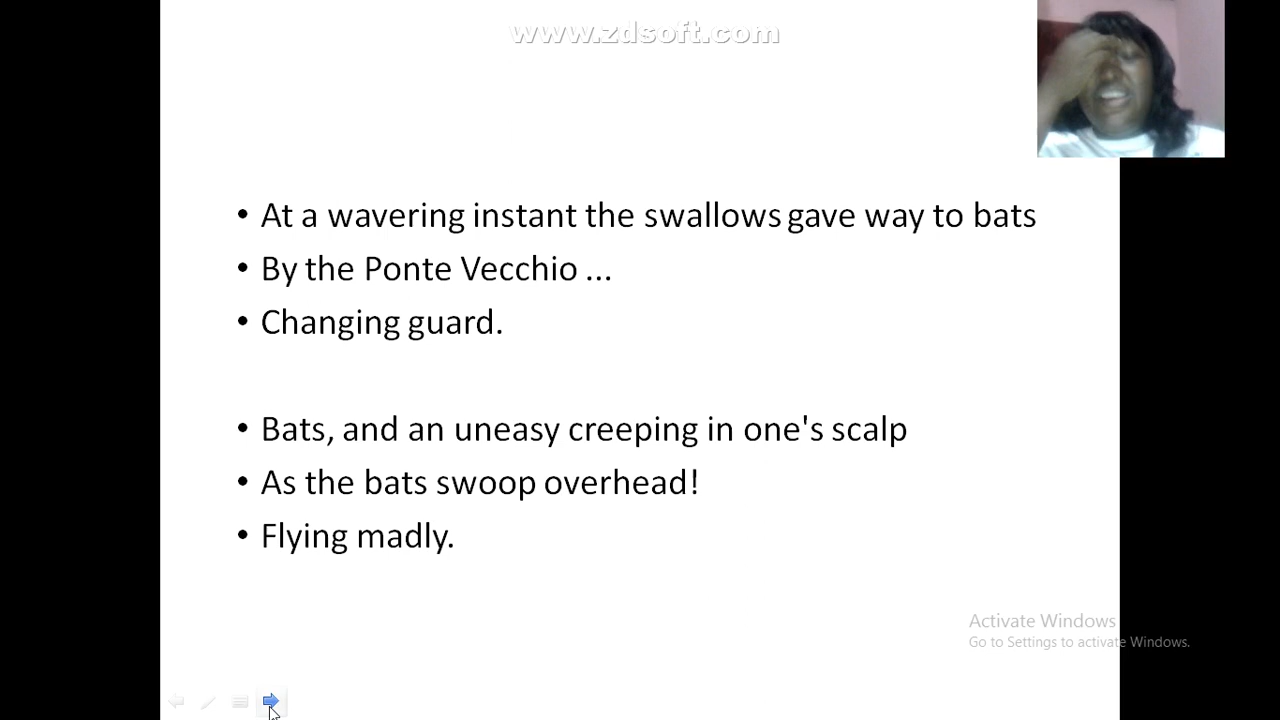 www.zdsoft.com
• At a wavering instant the swallows gave way to bats
• By the Ponte Vecchio ...
• Changing guard.
• Bats, and an uneasy creeping in one's scalp
• As the bats swoop overhead!
• Flying madly.
Activate Windows
Go to Settings to activate Windows.